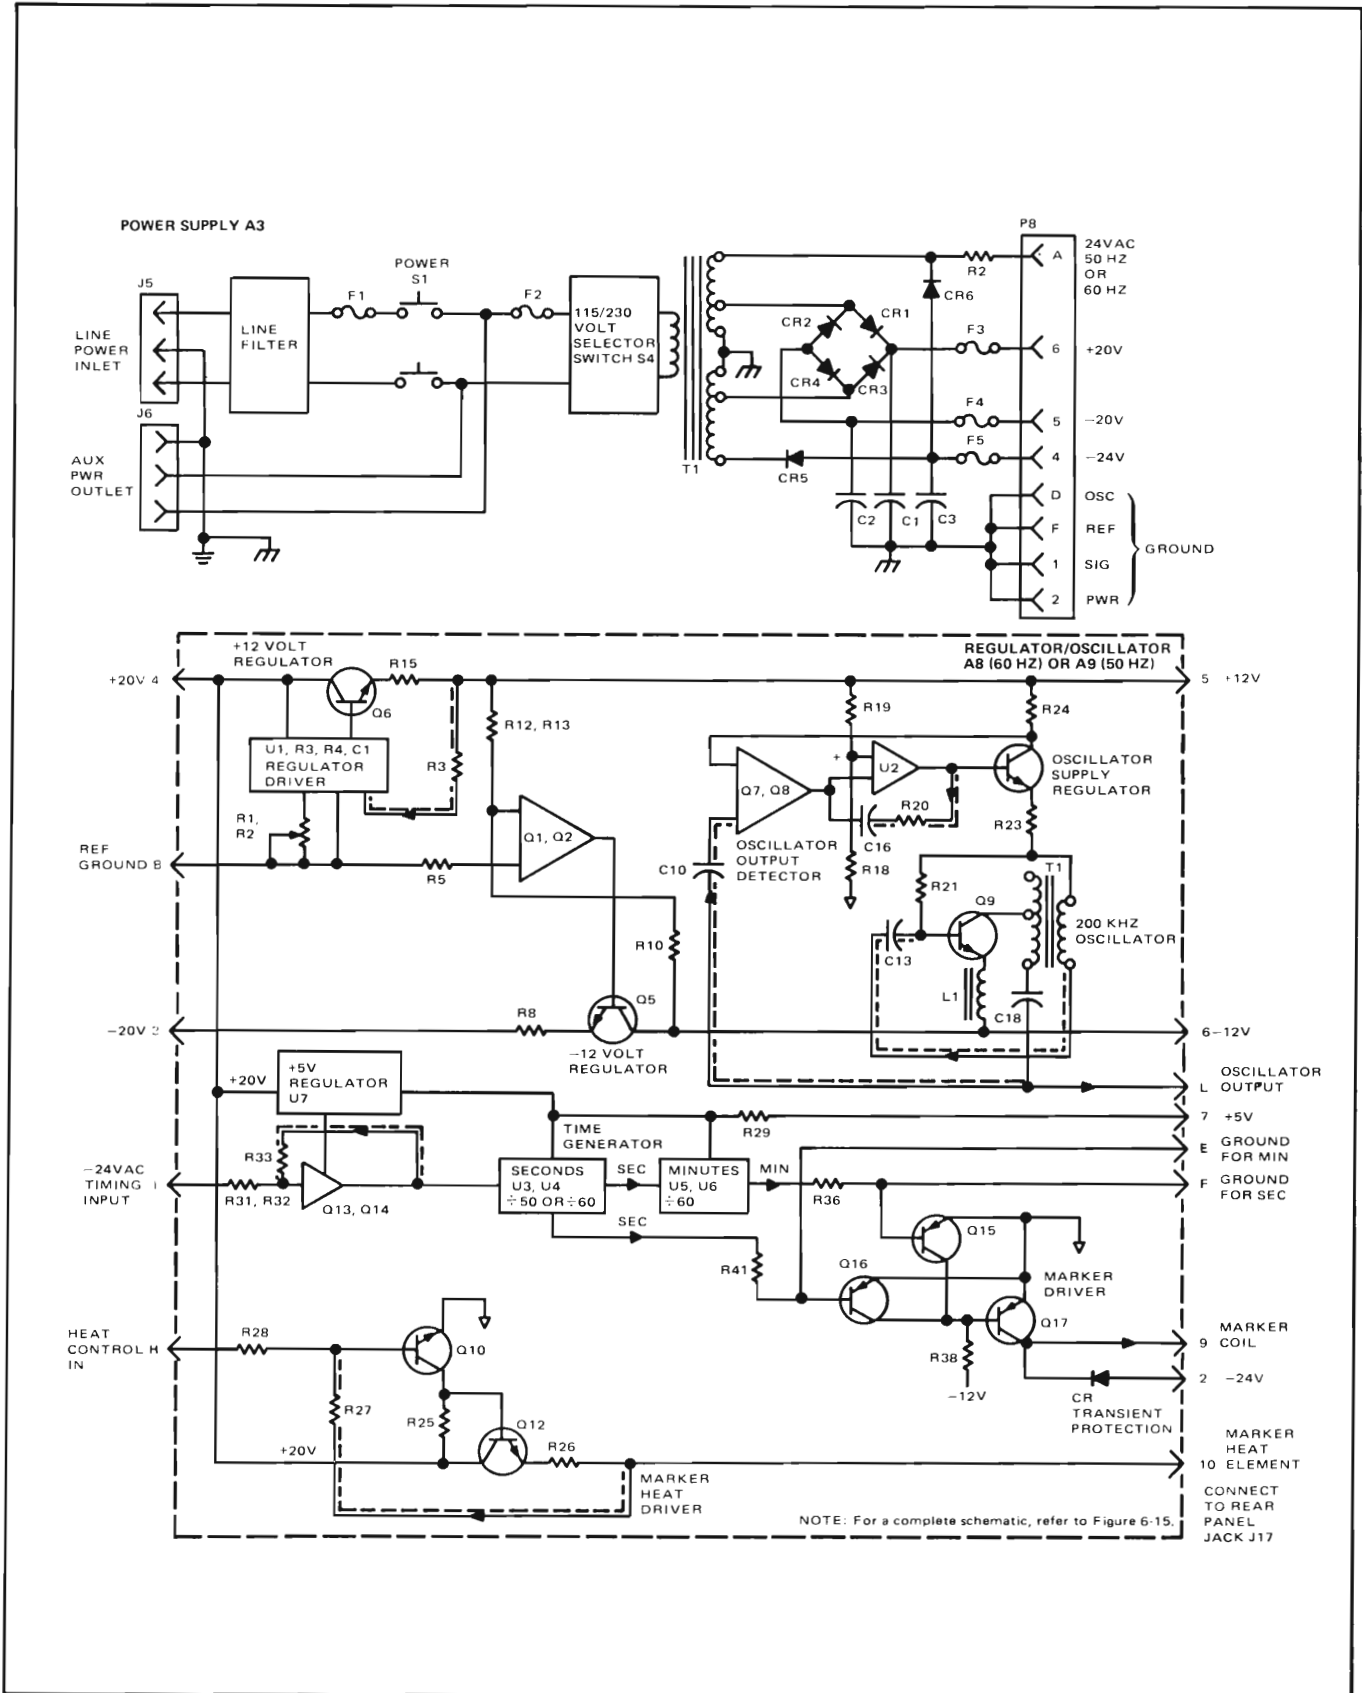 POWER SUPPLY A3
P8
J5
LINE
POWER
INLET
LINE
FILTER
F1
POWER
S1
F2
115/230
VOLT
SELECTOR
SWITCH S4
T1
CR2
CR1
CR4
CR3
CR5
CR6
R2
F3
F4
F5
C2
C1
C3
A
24VAC
50 HZ
OR
60 HZ
6
+20V
5
−20V
4
−24V
D
OSC
F
REF
1
SIG
2
PWR
GROUND
J6
AUX
PWR
OUTLET
REGULATOR/OSCILLATOR
A8 (60 HZ) OR A9 (50 HZ)
+12 VOLT
REGULATOR
+20V 4
R15
Q6
U1, R3, R4, C1
REGULATOR
DRIVER
R3
R12, R13
R1,
R2
REF
GROUND B
R5
Q1, Q2
R10
Q5
R8
−20V
−12 VOLT
REGULATOR
5 +12V
R19
R24
+
U2
Q7, Q8
OSCILLATOR
SUPPLY
REGULATOR
R20
C16
R23
OSCILLATOR
OUTPUT
DETECTOR
C10
R18
R21
T1
Q9
200 KHZ
OSCILLATOR
C13
L1
C18
6 −12V
L
OSCILLATOR
OUTPUT
7 +5V
+20V
+5V
REGULATOR
U7
R33
−24VAC
TIMING
INPUT
R31, R32
Q13, Q14
TIME
GENERATOR
SECONDS
U3, U4
÷50 OR ÷60
SEC
MINUTES
U5, U6
÷60
MIN
R29
R36
SEC
R41
E
GROUND
FOR MIN
F
GROUND
FOR SEC
Q15
Q16
MARKER
DRIVER
Q17
R38
−12V
9
MARKER
COIL
2 −24V
CR
TRANSIENT
PROTECTION
HEAT
CONTROL H
IN
R28
Q10
R27
R25
Q12
R26
+20V
MARKER
HEAT
DRIVER
MARKER
HEAT
10 ELEMENT
CONNECT
TO REAR
PANEL
JACK J17
NOTE: For a complete schematic, refer to Figure 6-15.